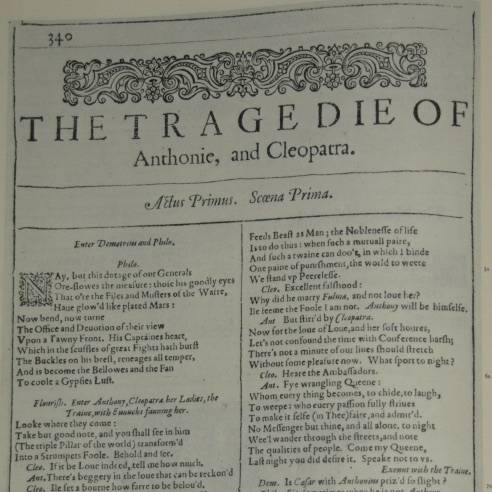 340
THE TRAGEDIE OF
Anthonie, and Cleopatra.
Actus Primus. Scœna Prima.
Enter Demetrius and Philo.
Philo.
NAy, but this dotage of our Generals
Ore-flowes the measure: those his goodly eyes
That o're the Files and Musters of the Warre,
Haue glow'd like plated Mars:
Now bend, now turne
The Office and Deuotion of their view
Vpon a Tawny Front. His Captaines heart,
Which in the scuffles of great Fights hath burst
The Buckles on his brest, reneages all temper,
And is become the Bellowes and the Fan
To coole a Gypsies Lust.
Flourish. Enter Anthony, Cleopatra her Ladies, the
Traine, with Eunuchs fanning her.
Looke where they come:
Take but good note, and you shall see in him
(The triple Pillar of the world) transform'd
Into a Strumpets Foole. Behold and see.
Cleo. If it be Loue indeed, tell me how much.
Ant. There's beggery in the loue that can be reckon'd
Cleo. Ile set a bourne how farre to be belou'd.
Feeds Beast as Man; the Noblenesse of life
Is to do thus: when such a mutuall paire,
And such a twaine can doo't, in which I binde
One paine of punishment, the world to weete
We stand vp Peerelesse.
Cleo. Excellent falshood:
Why did he marry Fuluia, and not loue her?
Ile seeme the Foole I am not. Anthony will be himselfe.
Ant. But stirr'd by Cleopatra.
Now for the loue of Loue, and her soft houres,
Let's not confound the time with Conference harsh;
There's not a minute of our liues should stretch
Without some pleasure now. What sport to night?
Cleo. Heare the Ambassadors.
Ant. Fye wrangling Queene:
Whom euery thing becomes, to chide, to laugh,
To weepe: who euery passion fully striues
To make it selfe (in Thee) faire, and admir'd.
No Messenger but thine, and all alone, to night
Wee'l wander through the streets, and note
The qualities of people. Come my Queene,
Last night you did desire it. Speake not to vs.
Exeunt with the Traine.
Dem. Is Cæsar with Anthonius priz'd so slight?